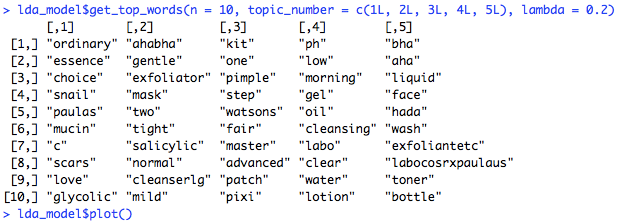 > lda_model$get_top_words(n = 10, topic_number = c(1L, 2L, 3L, 4L, 5L), lambda = 0.2)
[,1] [,2] [,3] [,4] [,5]
[1,] "ordinary" "ahabha" "kit" "ph" "bha"
[2,] "essence" "gentle" "one" "low" "aha"
[3,] "choice" "exfoliator" "pimple" "morning" "liquid"
[4,] "snail" "mask" "step" "gel" "face"
[5,] "paulas" "two" "watsons" "oil" "hada"
[6,] "mucin" "tight" "fair" "cleansing" "wash"
[7,] "c" "salicylic" "master" "labo" "exfoliantetc"
[8,] "scars" "normal" "advanced" "clear" "labocosrxpaulaus"
[9,] "love" "cleanserlg" "patch" "water" "toner"
[10,] "glycolic" "mild" "pixi" "lotion" "bottle"
> lda_model$plot()